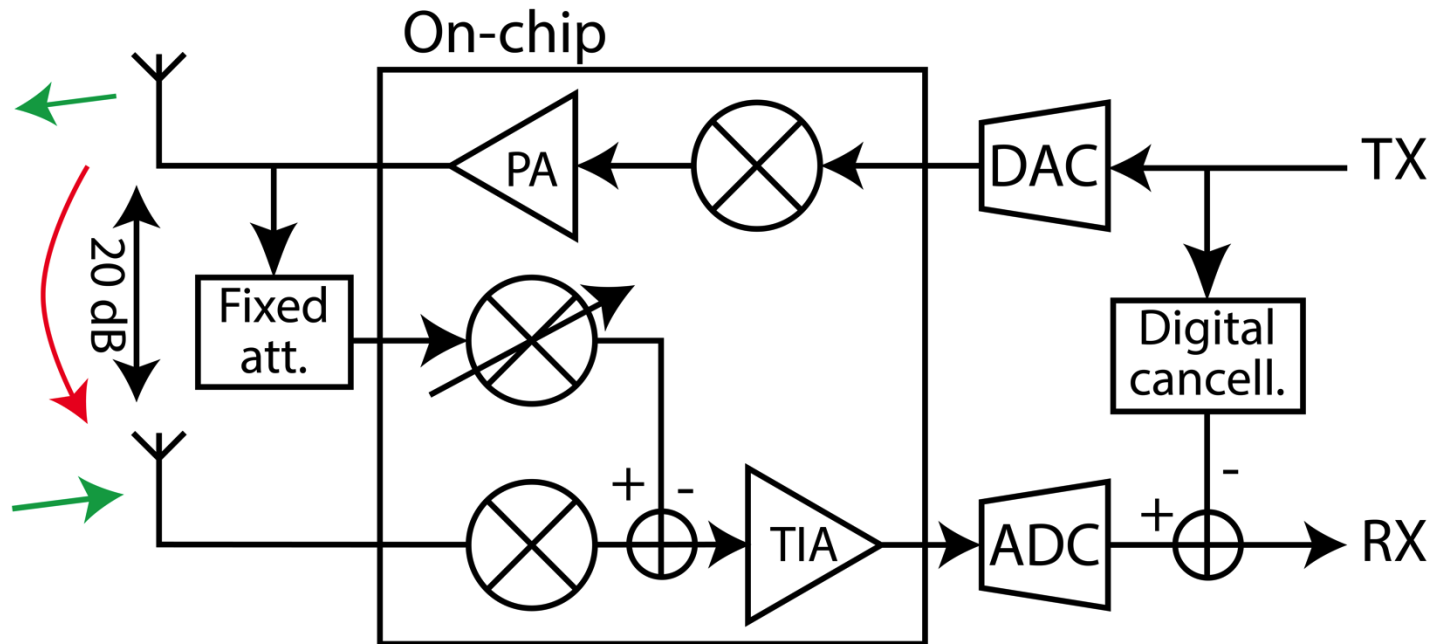 On-chip
PA
DAC
TX
20 dB
Fixed
att.
Digital
cancell.
+
-
TIA
ADC
+
-
RX